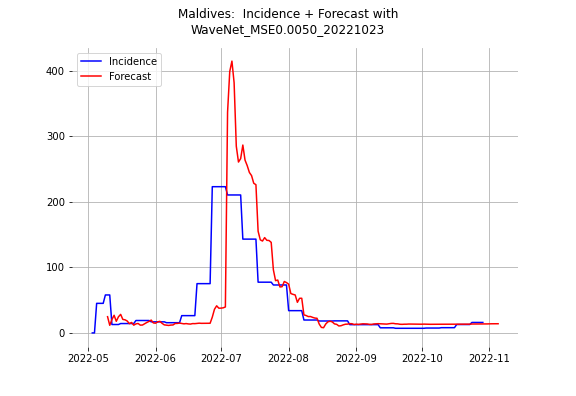 Maldives:  Incidence + Forecast with
WaveNet_MSE0.0050_20221023
Incidence
Forecast
400
300
200
100
0
2022-05 2022-06 2022-07 2022-08 2022-09 2022-10 2022-11